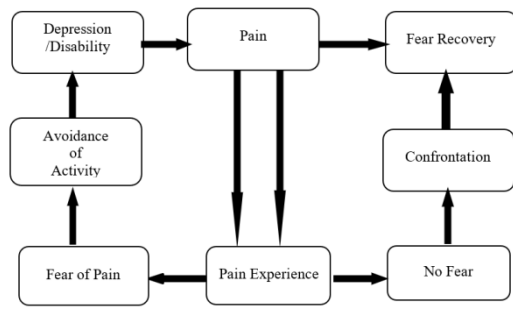 Depression
/Disability
Pain
Fear Recovery
Avoidance
of
Activity
Confrontation
Fear of Pain
Pain Experience
No Fear